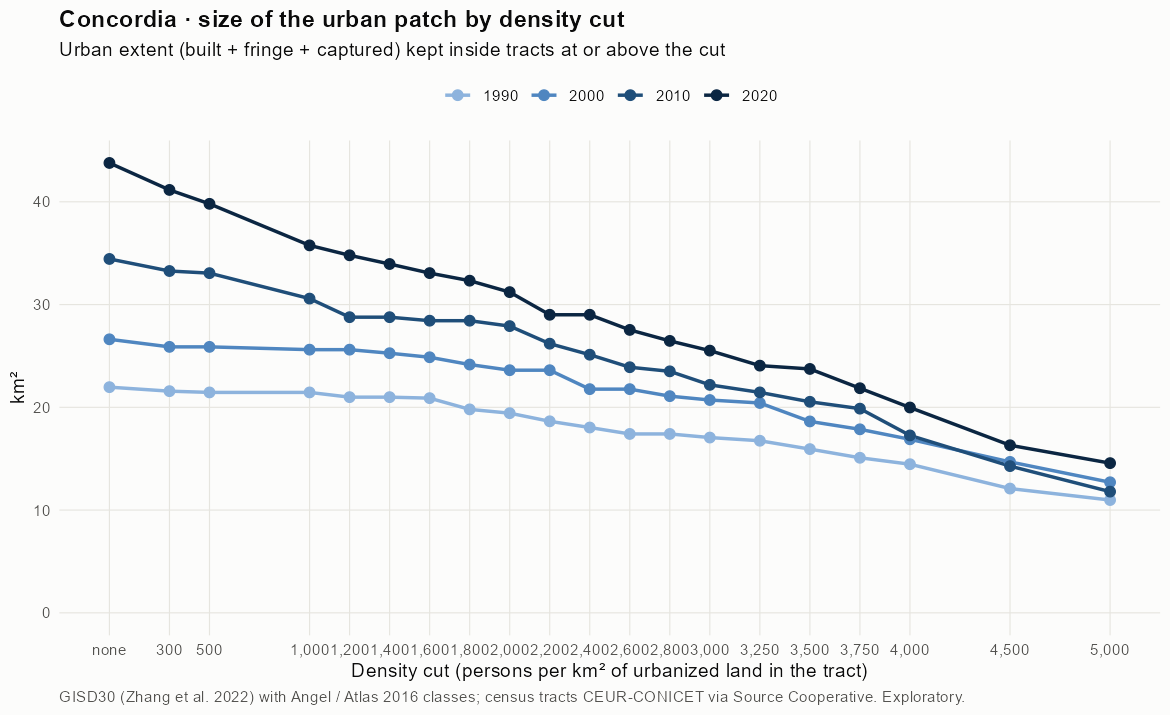 Concordia · size of the urban patch by density cut
Urban extent (built + fringe + captured) kept inside tracts at or above the cut
1990 2000 2010 2020
40
30
20
10
0
km²
none 300 500 1,000 1,200 1,400 1,600 1,800 2,000 2,200 2,400 2,600 2,800 3,000 3,250 3,500 3,750 4,000 4,500 5,000
Density cut (persons per km² of urbanized land in the tract)
GISD30 (Zhang et al. 2022) with Angel / Atlas 2016 classes; census tracts CEUR-CONICET via Source Cooperative. Exploratory.